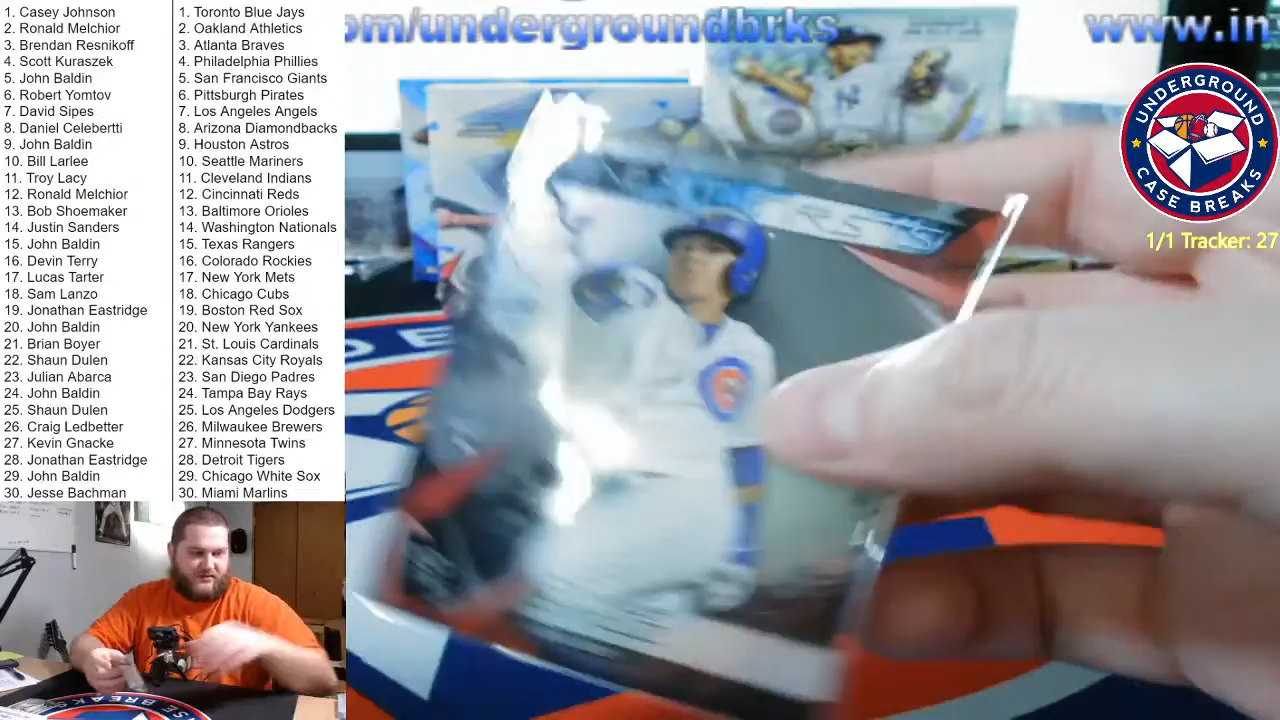 1. Casey Johnson
2. Ronald Melchior
3. Brendan Resnikoff
4. Scott Kuraszek
5. John Baldin
6. Robert Yomtov
7. David Sipes
8. Daniel Celebertti
9. John Baldin
10. Bill Larlee
11. Troy Lacy
12. Ronald Melchior
13. Bob Shoemaker
14. Justin Sanders
15. John Baldin
16. Devin Terry
17. Lucas Tarter
18. Sam Lanzo
19. Jonathan Eastridge
20. John Baldin
21. Brian Boyer
22. Shaun Dulen
23. Julian Abarca
24. John Baldin
25. Shaun Dulen
26. Craig Ledbetter
27. Kevin Gnacke
28. Jonathan Eastridge
29. John Baldin
30. Jesse Bachman
1. Toronto Blue Jays
2. Oakland Athletics
3. Atlanta Braves
4. Philadelphia Phillies
5. San Francisco Giants
6. Pittsburgh Pirates
7. Los Angeles Angels
8. Arizona Diamondbacks
9. Houston Astros
10. Seattle Mariners
11. Cleveland Indians
12. Cincinnati Reds
13. Baltimore Orioles
14. Washington Nationals
15. Texas Rangers
16. Colorado Rockies
17. New York Mets
18. Chicago Cubs
19. Boston Red Sox
20. New York Yankees
21. St. Louis Cardinals
22. Kansas City Royals
23. San Diego Padres
24. Tampa Bay Rays
25. Los Angeles Dodgers
26. Milwaukee Brewers
27. Minnesota Twins
28. Detroit Tigers
29. Chicago White Sox
30. Miami Marlins
om/undergroundbrks
www.in
UNDERGROUND
CASE BREAKS
1/1 Tracker: 27
CASE BREAK